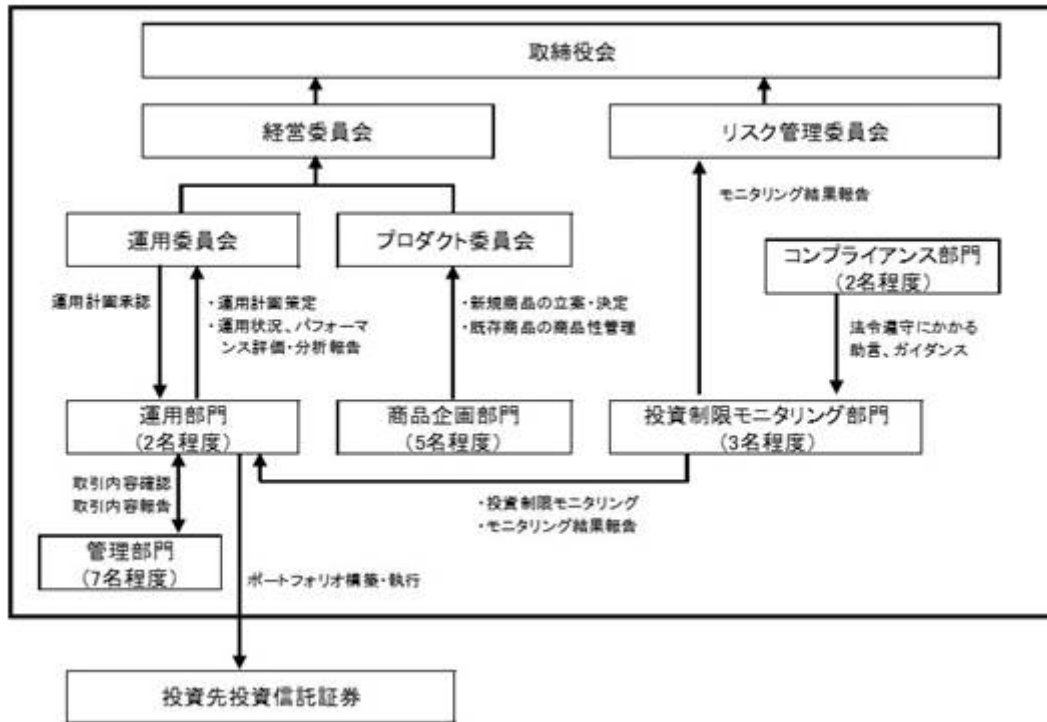 取締役会
経営委員会
リスク管理委員会
モニタリング結果報告
運用委員会
プロダクト委員会
コンプライアンス部門
(2名程度)
運用計画承認
・運用計画策定
・運用状況、パフォーマ
ンス評価・分析報告
・新規商品の立案・決定
・既存商品の商品性管理
法令遵守にかかる
助言、ガイダンス
運用部門
(2名程度)
商品企画部門
(5名程度)
投資制限モニタリング部門
(3名程度)
取引内容確認
取引内容報告
・投資制限モニタリング
・モニタリング結果報告
管理部門
(7名程度)
ポートフォリオ構築・執行
投資先投資信託証券